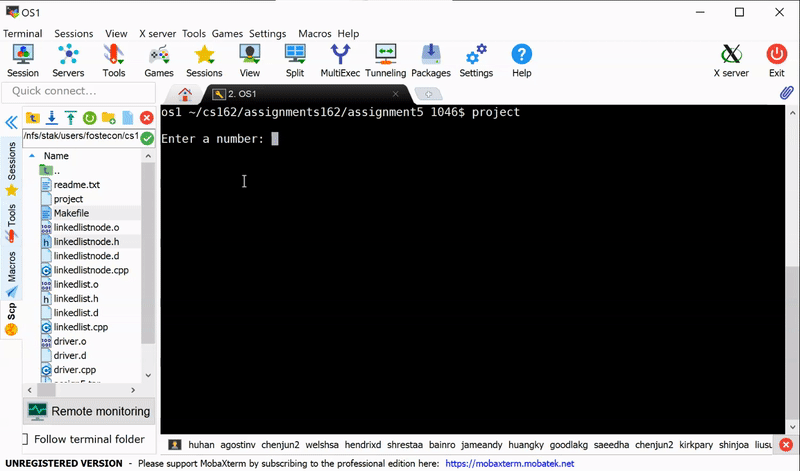 OS1
Terminal Sessions View X server Tools Games Settings Macros Help
Session Servers Tools Games Sessions View Split MultiExec Tunneling Packages Settings Help X server Exit
Quick connect...
2. OS1
/nfs/stak/users/fostecon/cs1
Name
..
readme.txt
project
Makefile
linkedlistnode.o
linkedlistnode.h
linkedlistnode.d
linkedlistnode.cpp
linkedlist.o
linkedlist.h
linkedlist.d
linkedlist.cpp
driver.o
driver.d
driver.cpp
Sessions
Tools
Macros
Scp
Remote monitoring
Follow terminal folder
os1 ~/cs162/assignments162/assignment5 1046$ project
Enter a number:
huhan agostinv chenjun2 welshsa hendrixd shrestaa bainro jameandy huangky goodlakg saeedha chenjun2 kirkpary shinjoa liusu
UNREGISTERED VERSION - Please support MobaXterm by subscribing to the professional edition here: https://mobaxterm.mobatek.net